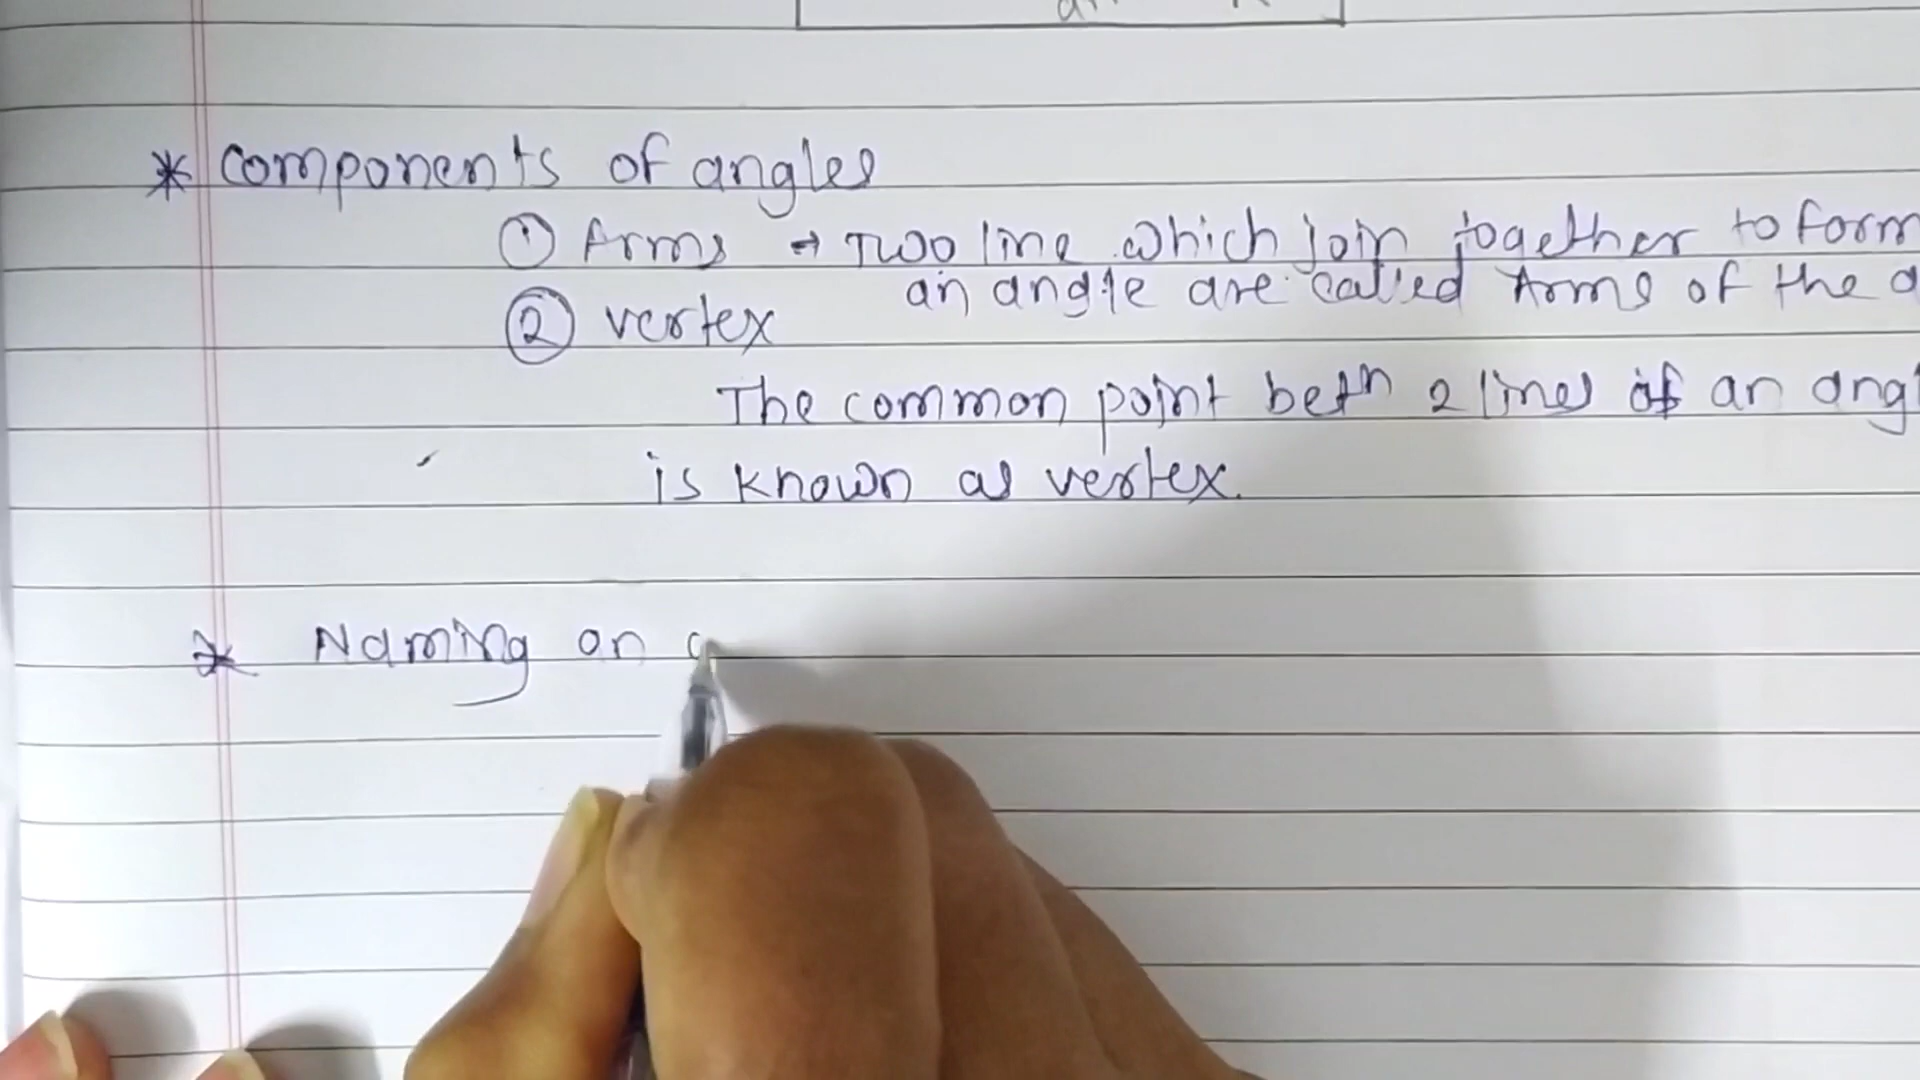 * Components of angles
① Arms → Two line which join together to form
an angle are called Arms of the
② vertex
The common point betn 2 lines of an angl
is known as vertex.
* Naming an a